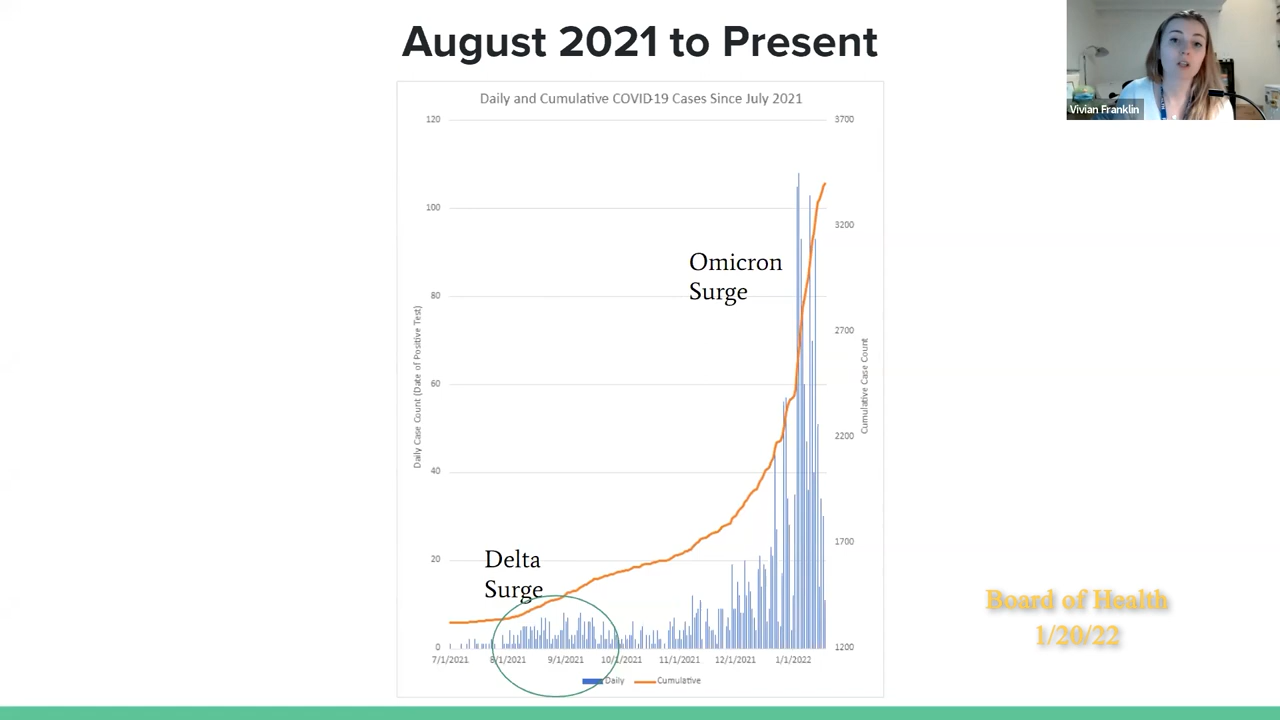 August 2021 to Present
Vivian Franklin
Daily and Cumulative COVID-19 Cases Since July 2021
120
100
80
60
40
20
0
3700
3200
2700
2200
1700
1200
Daily Case Count (Date of Positive Test)
Cumulative Case Count
Omicron
Surge
Delta
Surge
7/1/2021 8/1/2021 9/1/2021 10/1/2021 11/1/2021 12/1/2021 1/1/2022
Daily Cumulative
Board of Health
1/20/22